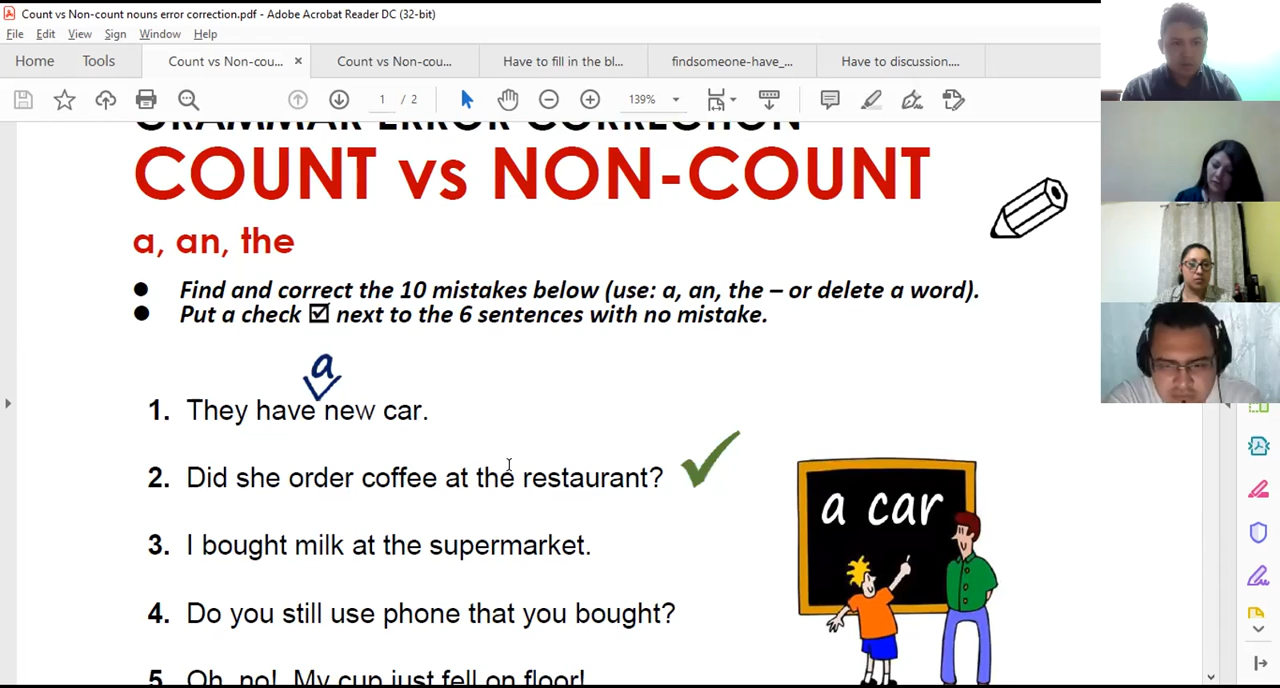 Count vs Non-count nouns error correction.pdf - Adobe Acrobat Reader DC (32-bit)
File Edit View Sign Window Help
Home Tools Count vs Non-cou... × Count vs Non-cou... Have to fill in the bl... findsomeone-have_... Have to discussion....
1 / 2 139%
GRAMMAR ERROR CORRECTION
COUNT vs NON-COUNT
a, an, the
● Find and correct the 10 mistakes below (use: a, an, the – or delete a word).
● Put a check ☑ next to the 6 sentences with no mistake.
a
1. They have new car.
2. Did she order coffee at the restaurant?
a car
3. I bought milk at the supermarket.
4. Do you still use phone that you bought?
5. Oh, no! My cup just fell on floor!